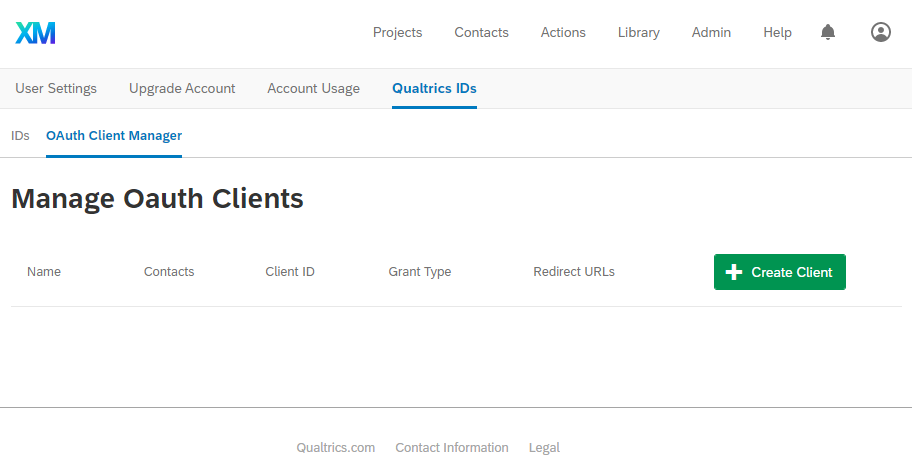 XM Projects Contacts Actions Library Admin Help
User Settings Upgrade Account Account Usage Qualtrics IDs
IDs OAuth Client Manager
Manage Oauth Clients
Name Contacts Client ID Grant Type Redirect URLs Create Client
Qualtrics.com Contact Information Legal